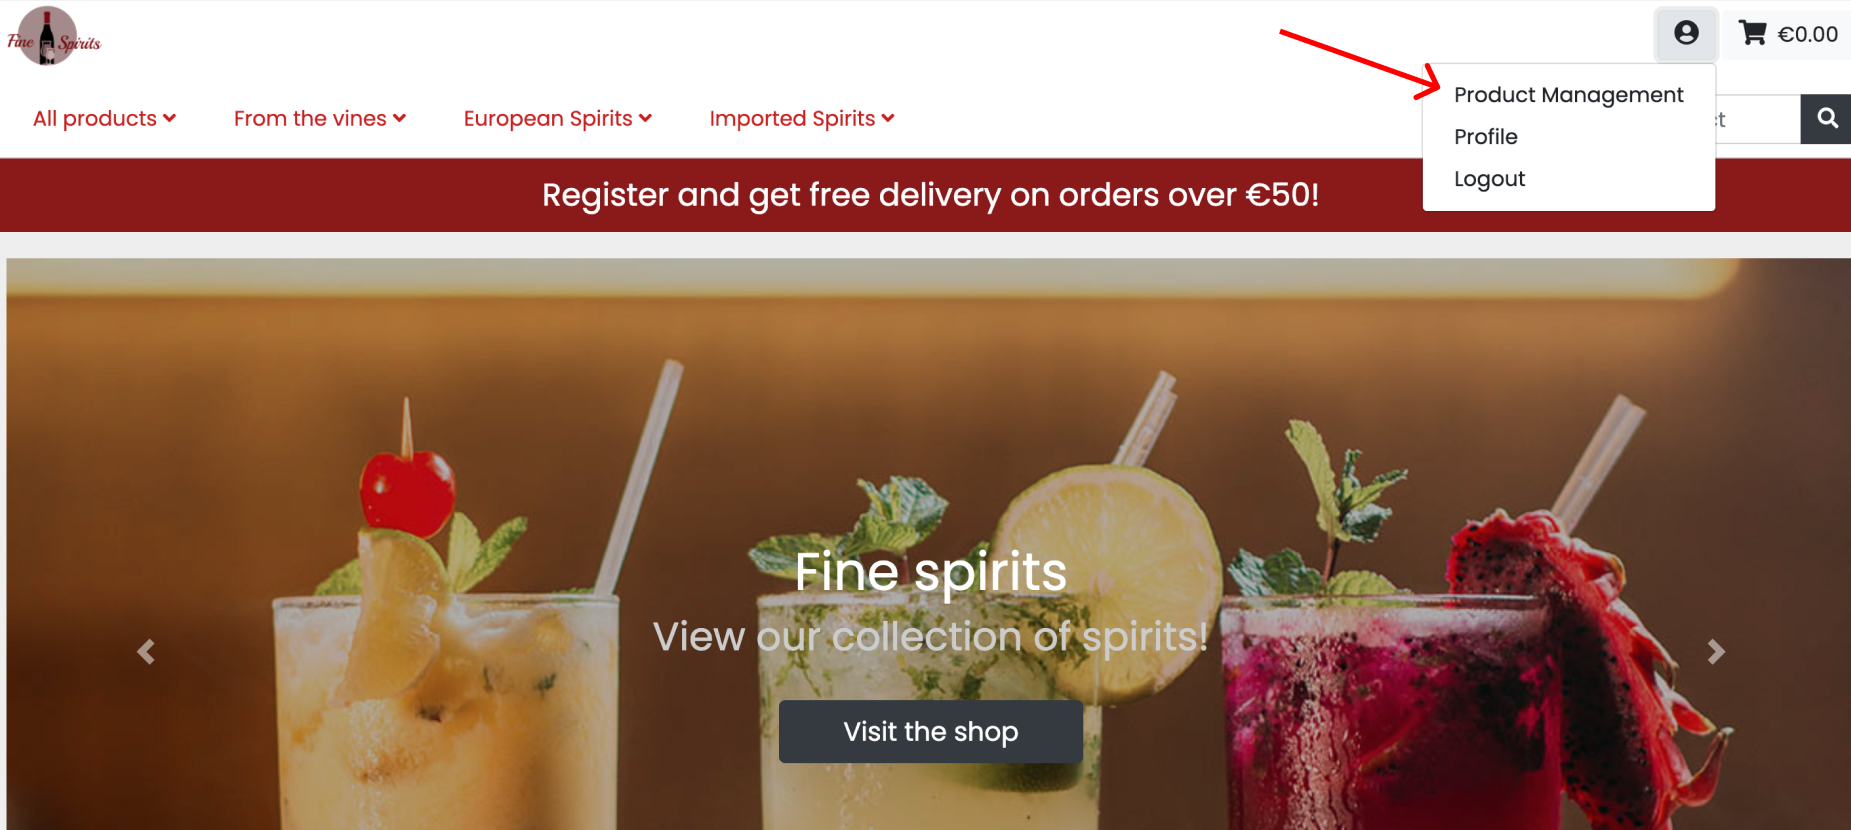 Fine Spirits
€0.00
All products
From the vines
European Spirits
Imported Spirits
Product Management
Profile
Logout
ct
Register and get free delivery on orders over €50!
Fine spirits
View our collection of spirits!
Visit the shop